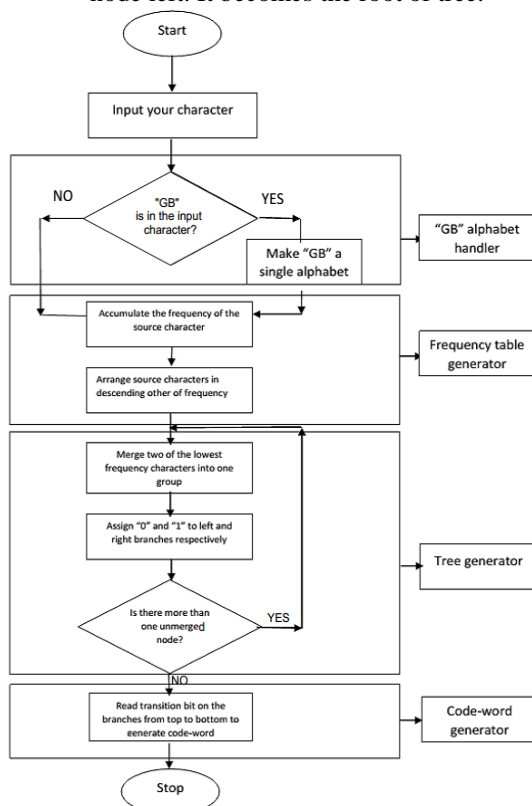 node left. It becomes the root of tree.
Start
Input your character
NO
"GB"
is in the input
character?
YES
Make “GB” a
single alphabet
“GB” alphabet
handler
Accumulate the frequency of the
source character
Arrange source characters in
descending other of frequency
Frequency table
generator
Merge two of the lowest
frequency characters into one
group
Assign “0” and “1” to left and
right branches respectively
Is there more than
one unmerged
node?
YES
Tree generator
NO
Read transition bit on the
branches from top to bottom to
generate code-word
Code-word
generator
Stop